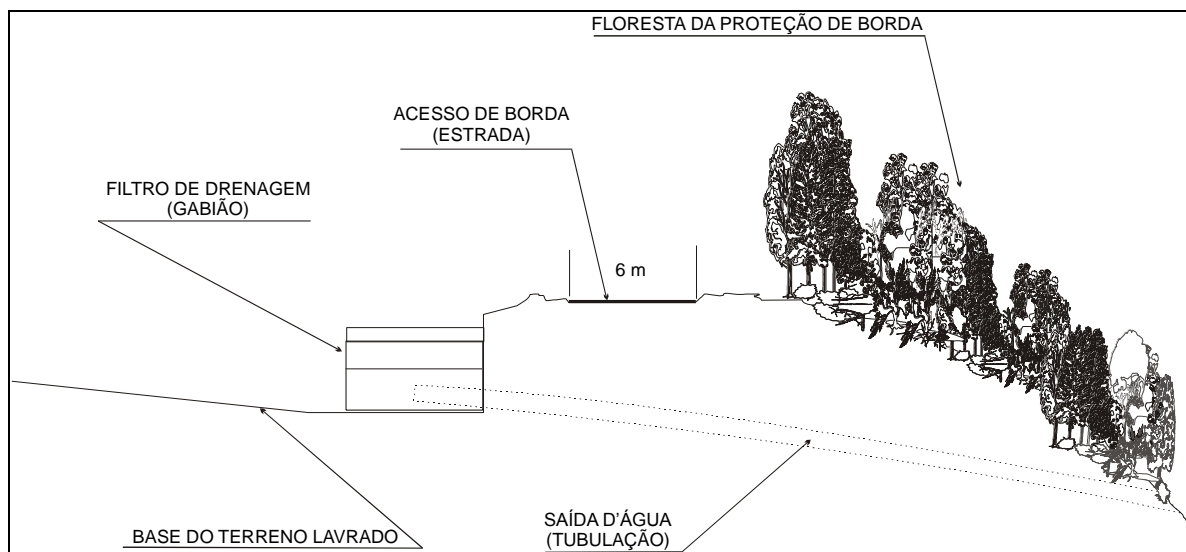 FLORESTA DA PROTEÇÃO DE BORDA
ACESSO DE BORDA
(ESTRADA)
FILTRO DE DRENAGEM
(GABIÃO)
6 m
BASE DO TERRENO LAVRADO
SAÍDA D'ÁGUA
(TUBULAÇÃO)